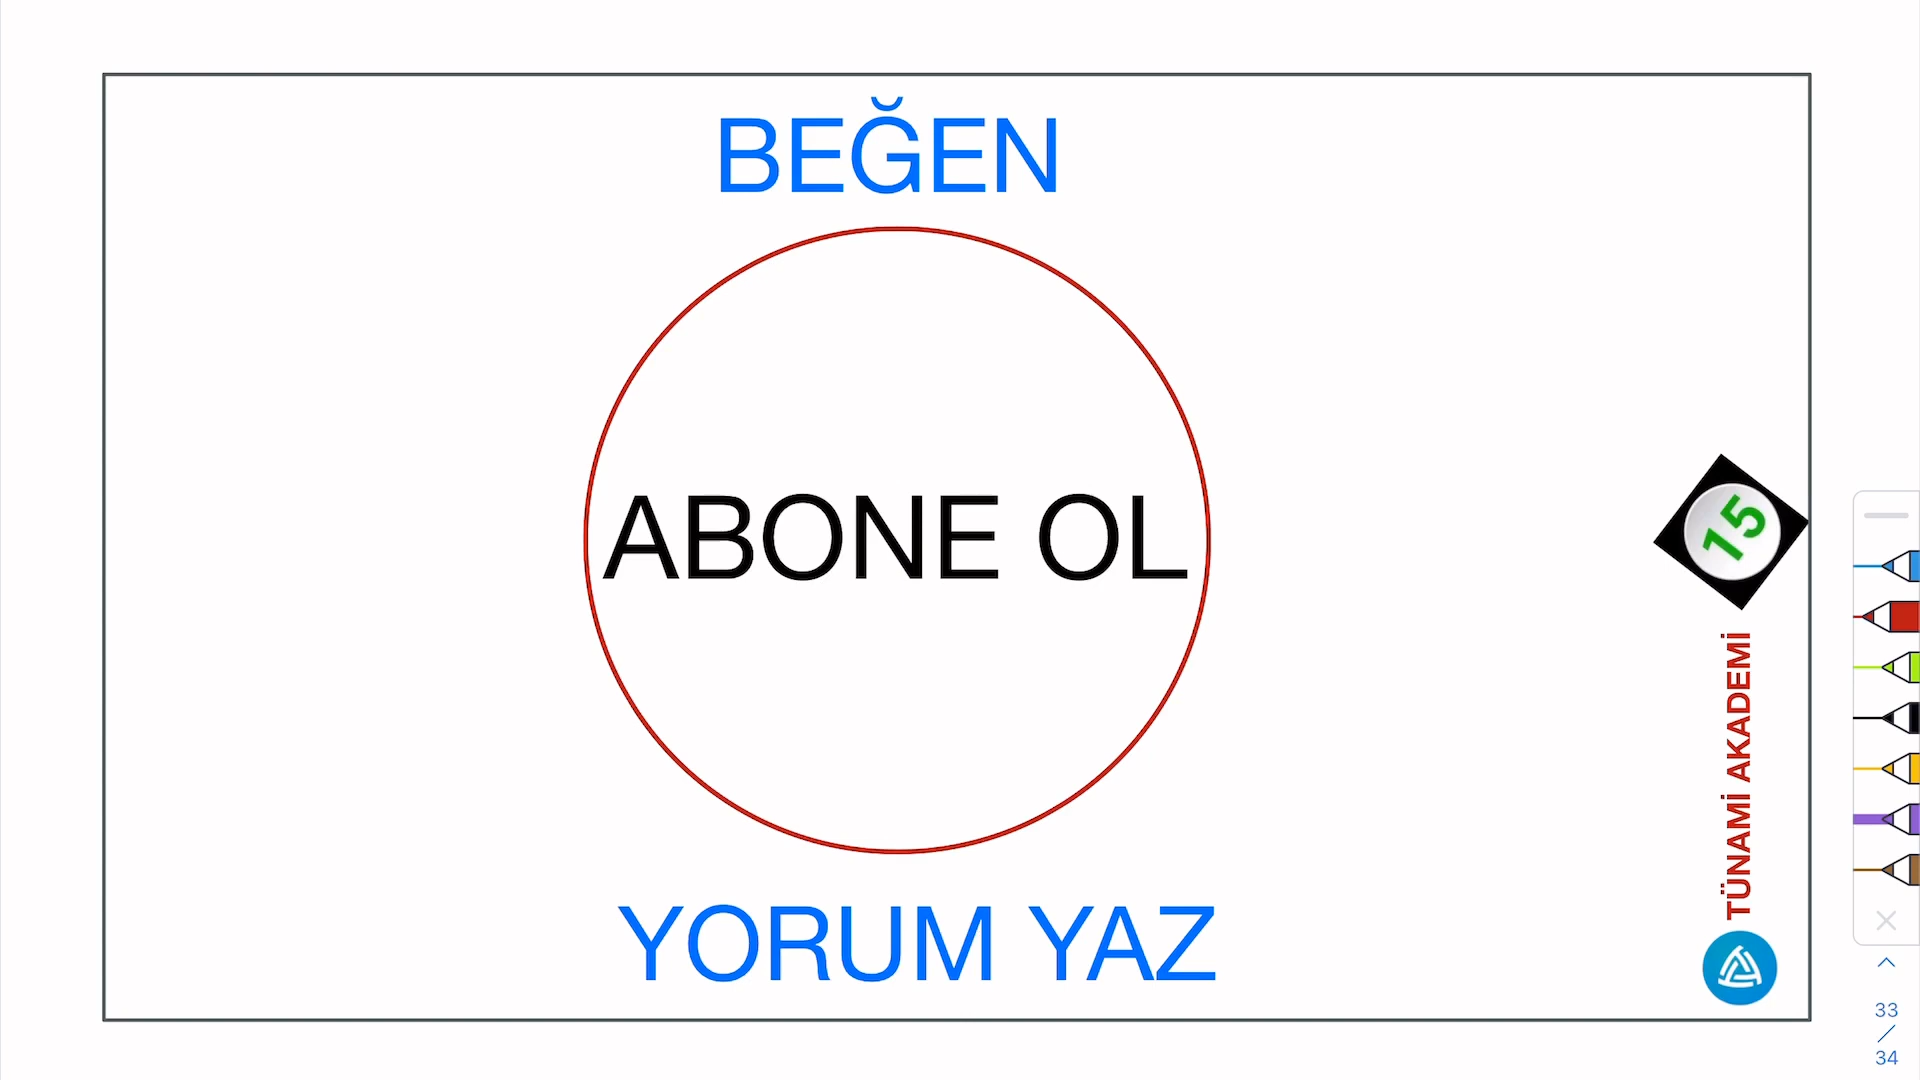 BEĞEN
ABONE OL
YORUM YAZ
15
TÜNAMİ AKADEMİ
33
/
34